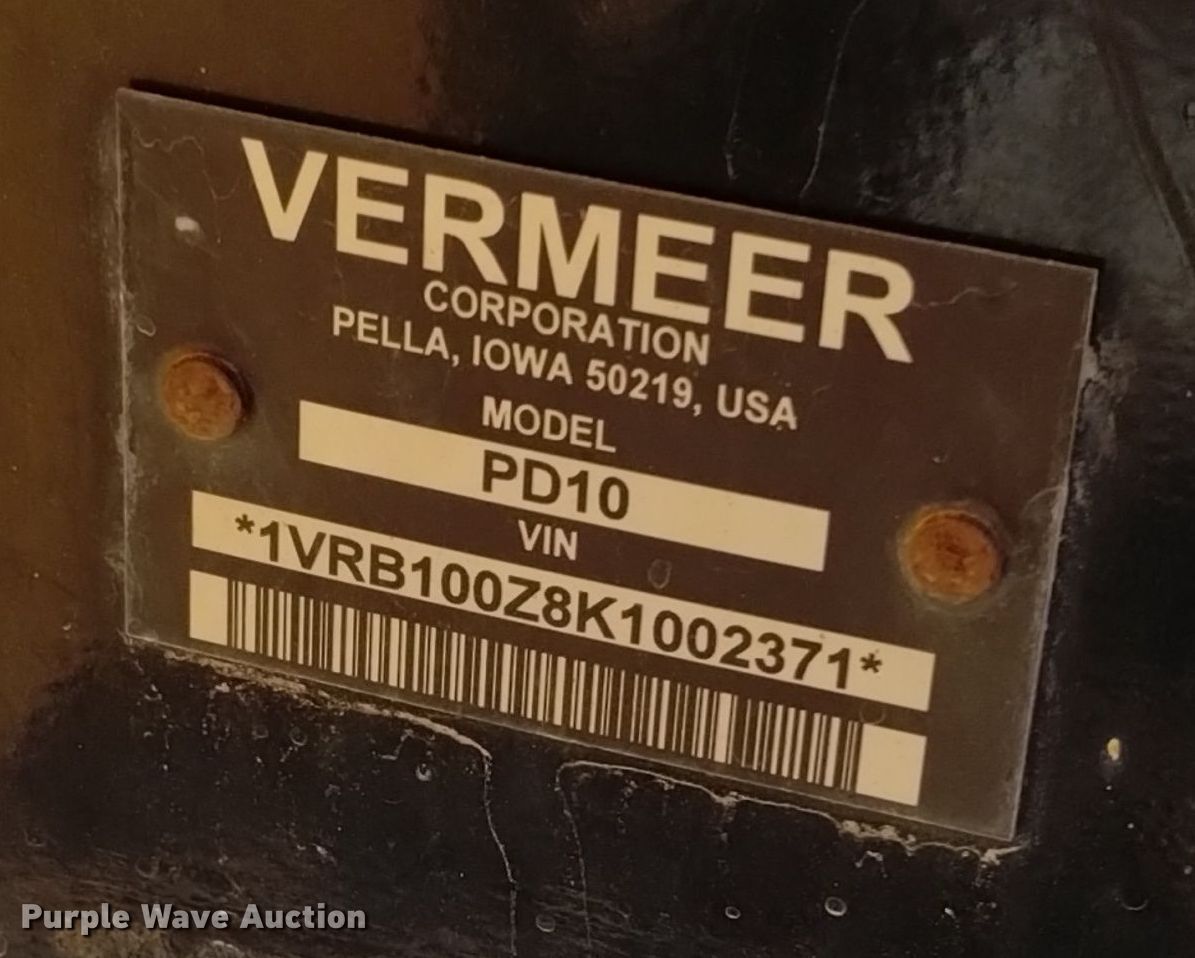 VERMEER
CORPORATION
PELLA, IOWA 50219, USA
MODEL
PD10
VIN
*1VRB100Z8K1002371*
Purple Wave Auction